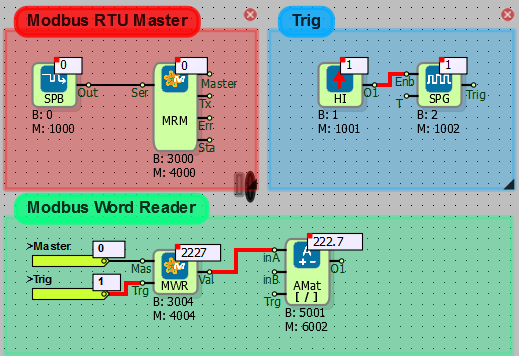 Modbus RTU Master
Trig
0
SPB
Out
B: 0
M: 1000
0
Ser
MRM
Master
Tx
Err
Sta
B: 3000
M: 4000
1
HI
O1
B: 1
M: 1001
1
Enb
T
SPG
Trig
B: 2
M: 1002
Modbus Word Reader
>Master
0
>Trig
1
2227
Mas
Trg
Val
MWR
B: 3004
M: 4004
222.7
inA
inB
Trg
A
O1
AMat
[ / ]
B: 5001
M: 6002